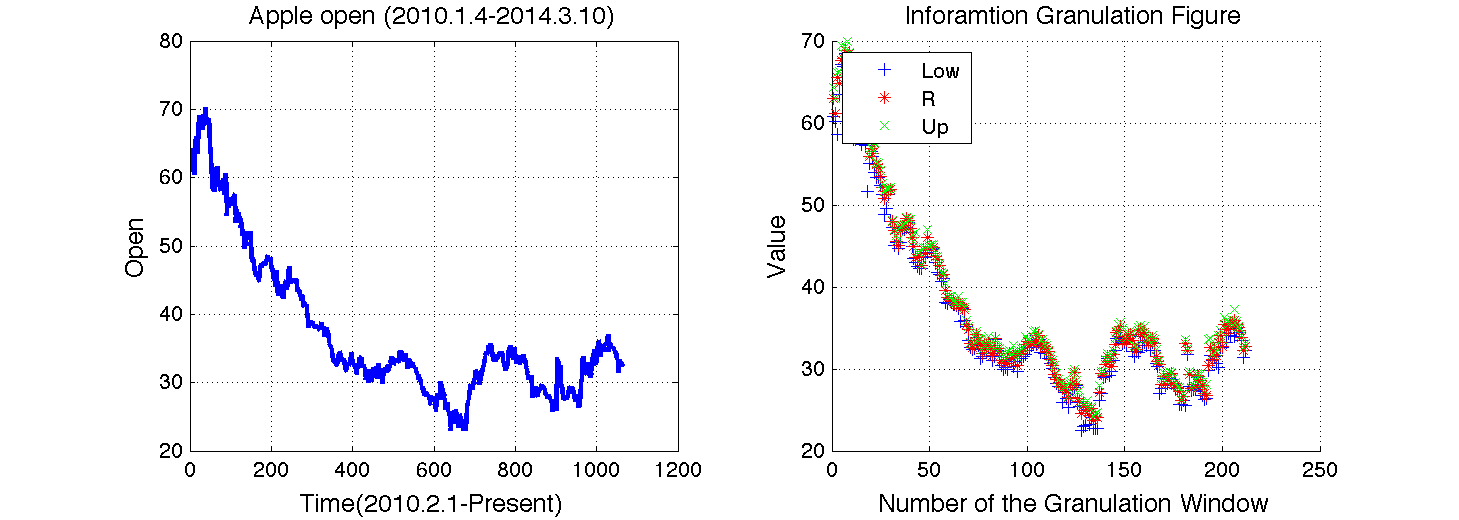 Apple open (2010.1.4-2014.3.10)
80
70
60
50
40
30
20
Open
0
200
400
600
800
1000
1200
Time(2010.2.1-Present)
Inforamtion Granulation Figure
70
60
50
40
30
20
Value
Low
R
Up
0
50
100
150
200
250
Number of the Granulation Window